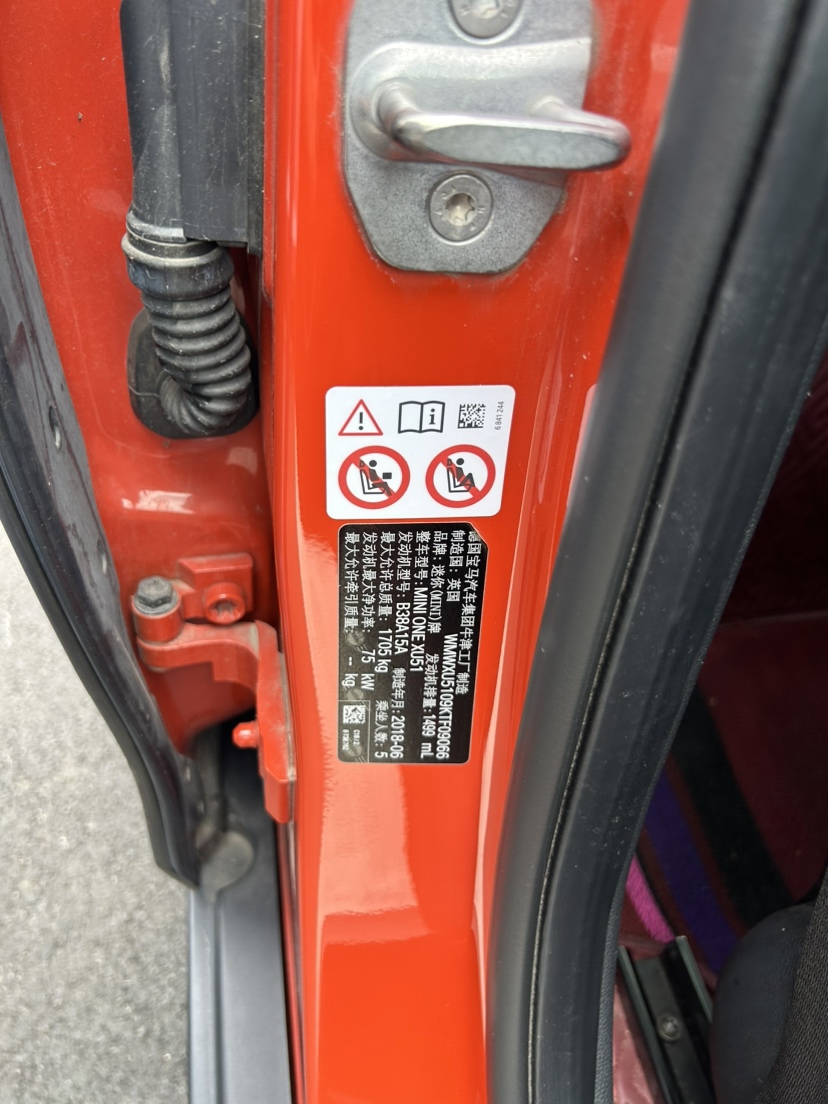 6 841 244
德国宝马汽车集团牛津工厂制造
制造国: 英国 WMWXU5109KTF09066
品牌: 迷你(MINI)牌 发动机排量: 1499 mL
整车型号: MINI ONE XU51
发动机型号: B38A15A 制造年月: 2018-06
最大允许总质量: 1705 kg 乘坐人数: 5
发动机最大净功率: 75 kW
最大允许牵引质量: -- kg